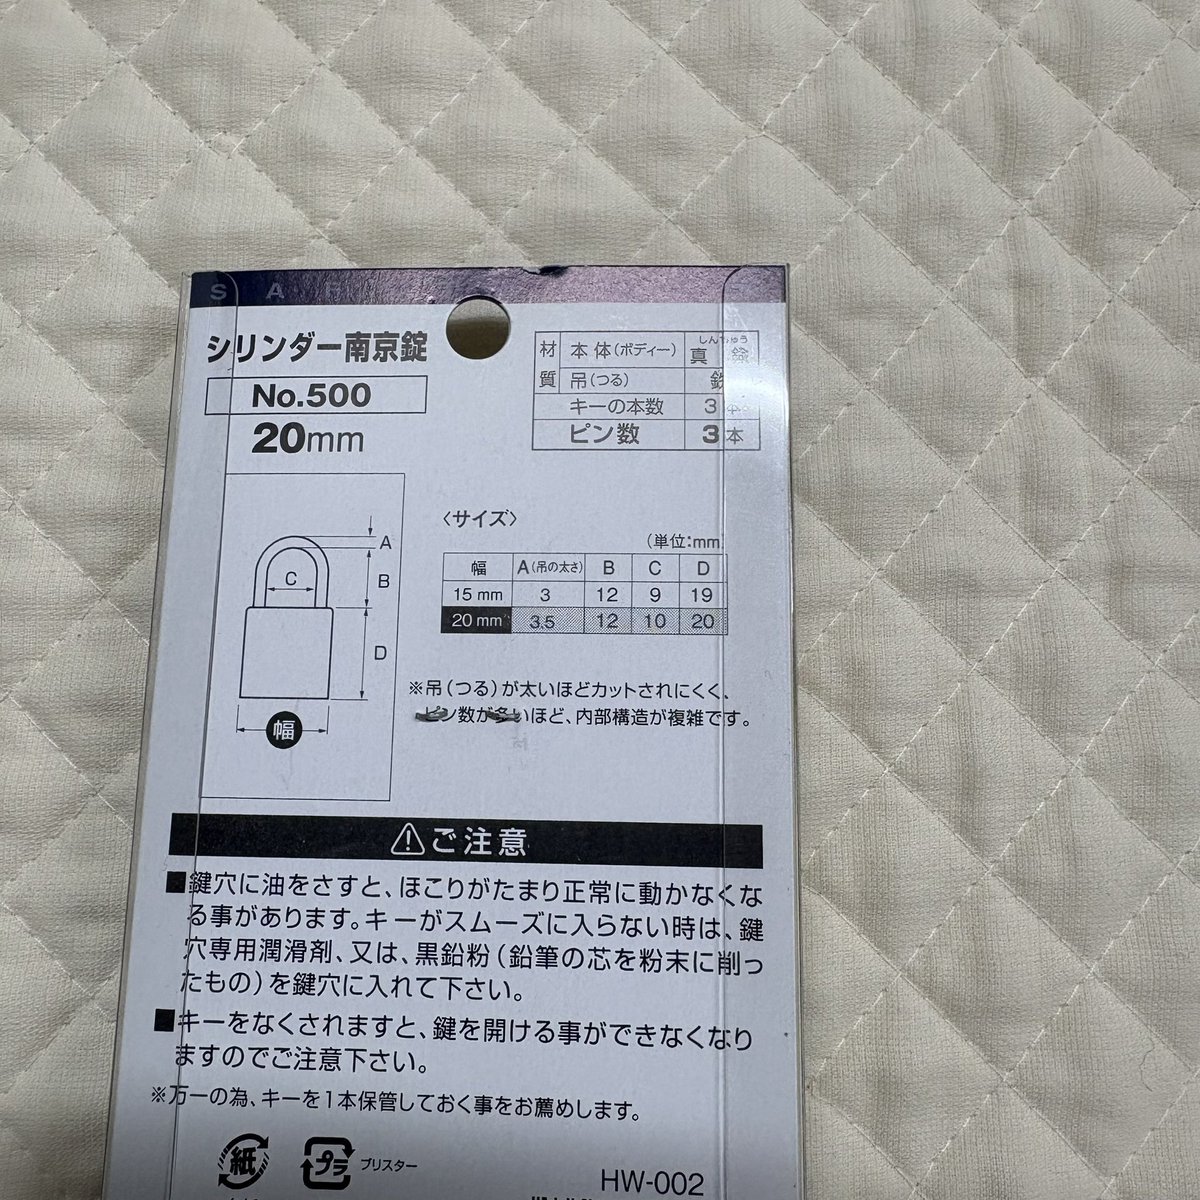 シリンダー南京錠
No.500
20mm
材質
本体(ボディー) 真鍮
しんちゅう
吊(つる) 鉄
キーの本数 3本
ピン数 3本
A
B
C
D
幅
〈サイズ〉
(単位:mm
幅 A(吊の太さ) B C D
15 mm 3 12 9 19
20 mm 3.5 12 10 20
※吊(つる)が太いほどカットされにくく、
ピン数が多いほど、内部構造が複雑です。
ご注意
■鍵穴に油をさすと、ほこりがたまり正常に動かなくな
る事があります。キーがスムーズに入らない時は、鍵
穴専用潤滑剤、又は、黒鉛粉(鉛筆の芯を粉末に削っ
たもの)を鍵穴に入れて下さい。
■キーをなくされますと、鍵を開ける事ができなくなり
ますのでご注意下さい。
※万一の為、キーを1本保管しておく事をお薦めします。
紙
プラ ブリスター
HW-002